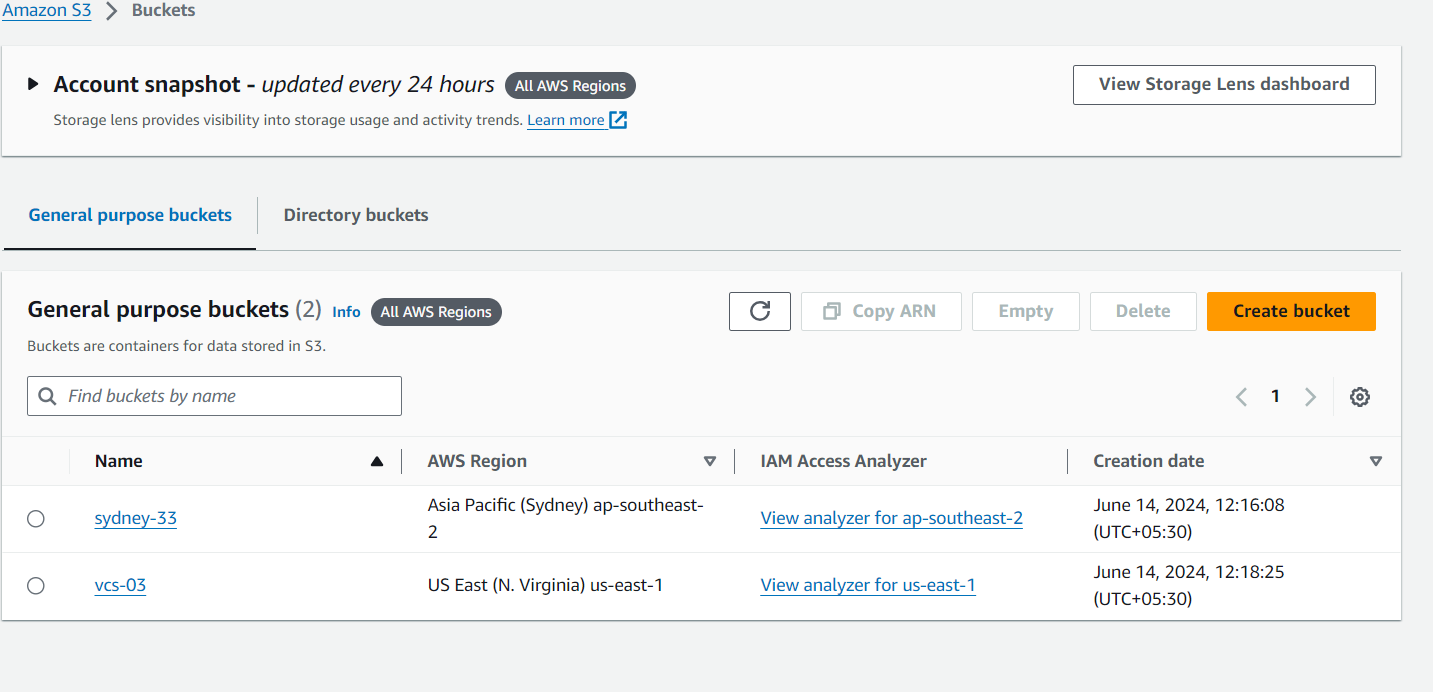 Amazon S3 > Buckets
Account snapshot - updated every 24 hours All AWS Regions
View Storage Lens dashboard
Storage lens provides visibility into storage usage and activity trends. Learn more
General purpose buckets Directory buckets
General purpose buckets (2) Info All AWS Regions
Copy ARN Empty Delete Create bucket
Buckets are containers for data stored in S3.
Find buckets by name
1
Name AWS Region IAM Access Analyzer Creation date
sydney-33
Asia Pacific (Sydney) ap-southeast-
2
View analyzer for ap-southeast-2
June 14, 2024, 12:16:08
(UTC+05:30)
vcs-03
US East (N. Virginia) us-east-1
View analyzer for us-east-1
June 14, 2024, 12:18:25
(UTC+05:30)